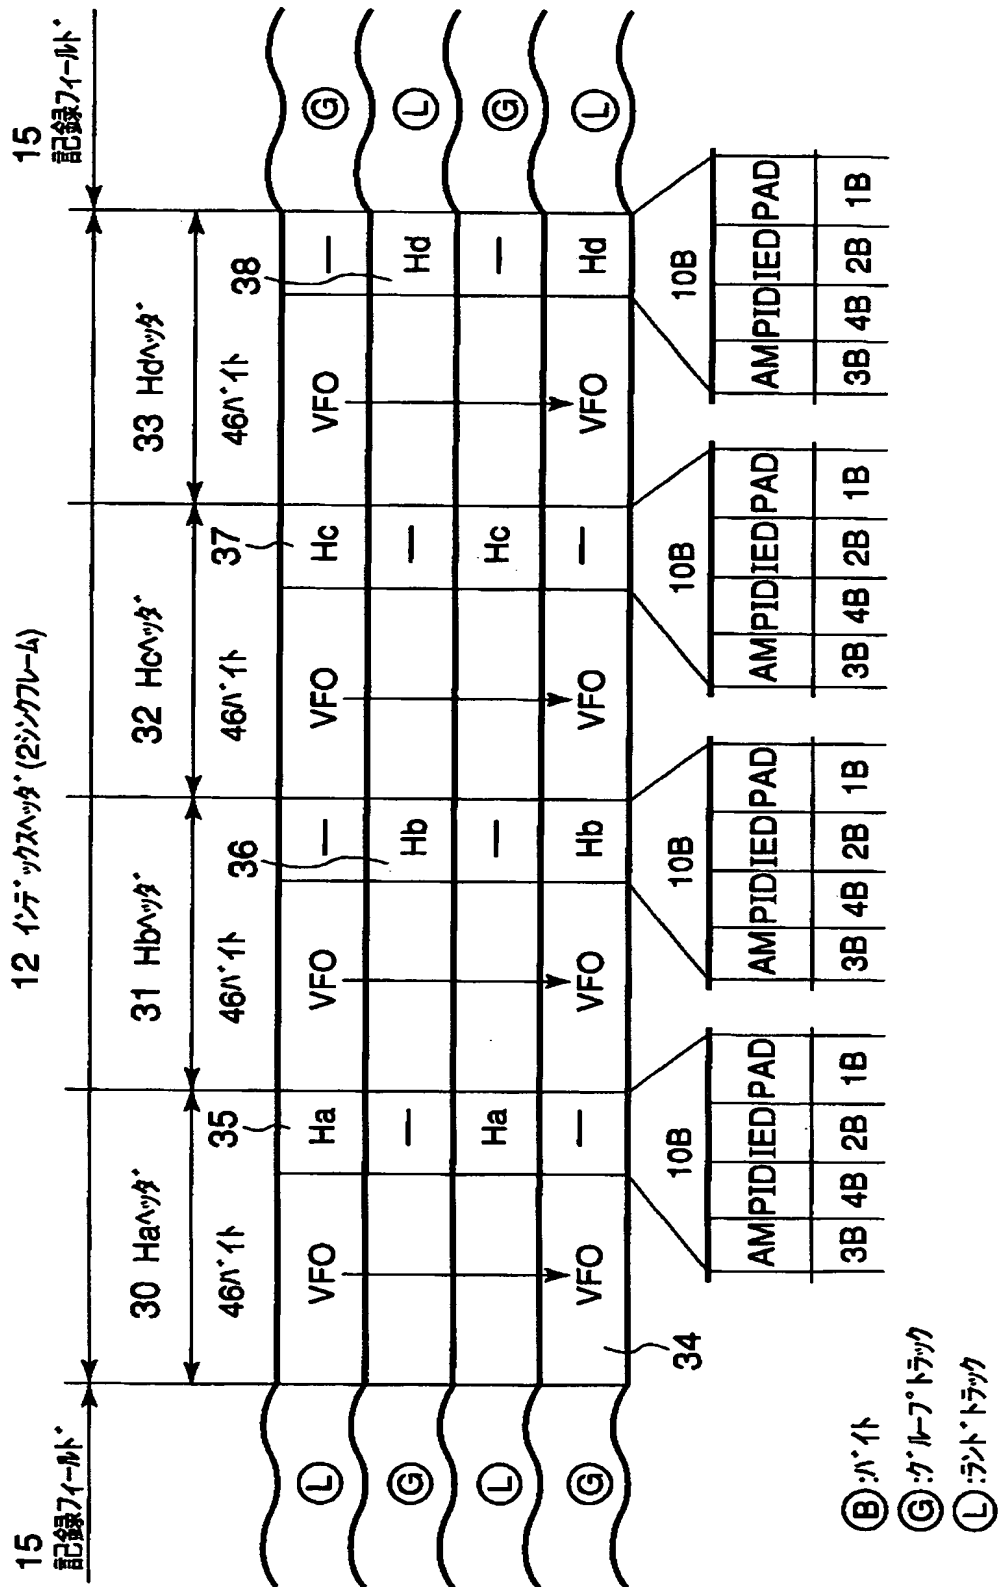 12 インデックスヘッダ(2シンクフレーム)
15
記録フィールド
30 Haヘッダ
31 Hbヘッダ
32 Hcヘッダ
33 Hdヘッダ
15
記録フィールド
46バイト
35
46バイト
36
46バイト
37
46バイト
38
Ⓛ
VFO
Ha
VFO
—
VFO
Hc
VFO
—
Ⓖ
Ⓖ
—
Hb
—
Hd
Ⓛ
Ⓛ
Ha
—
Hc
—
Ⓖ
Ⓖ
VFO
—
VFO
Hb
VFO
—
VFO
Hd
Ⓛ
34
10B
10B
10B
10B
AM PID IED PAD
AM PID IED PAD
AM PID IED PAD
AM PID IED PAD
3B 4B 2B 1B
3B 4B 2B 1B
3B 4B 2B 1B
3B 4B 2B 1B
Ⓑ:バイト
Ⓖ:グルーブトラック
Ⓛ:ランドトラック